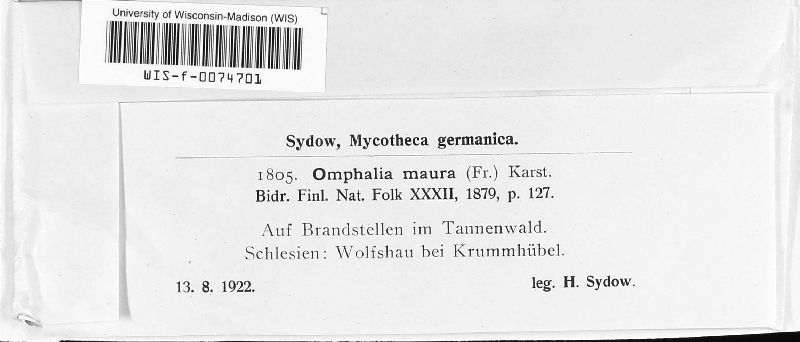 University of Wisconsin-Madison (WIS)
WIS-f-0074701
Sydow, Mycotheca germanica.
1805. Omphalia maura (Fr.) Karst.
Bidr. Finl. Nat. Folk XXXII, 1879, p. 127.
Auf Brandstellen im Tannenwald.
Schlesien: Wolfshau bei Krummhübel.
13. 8. 1922. leg. H. Sydow.